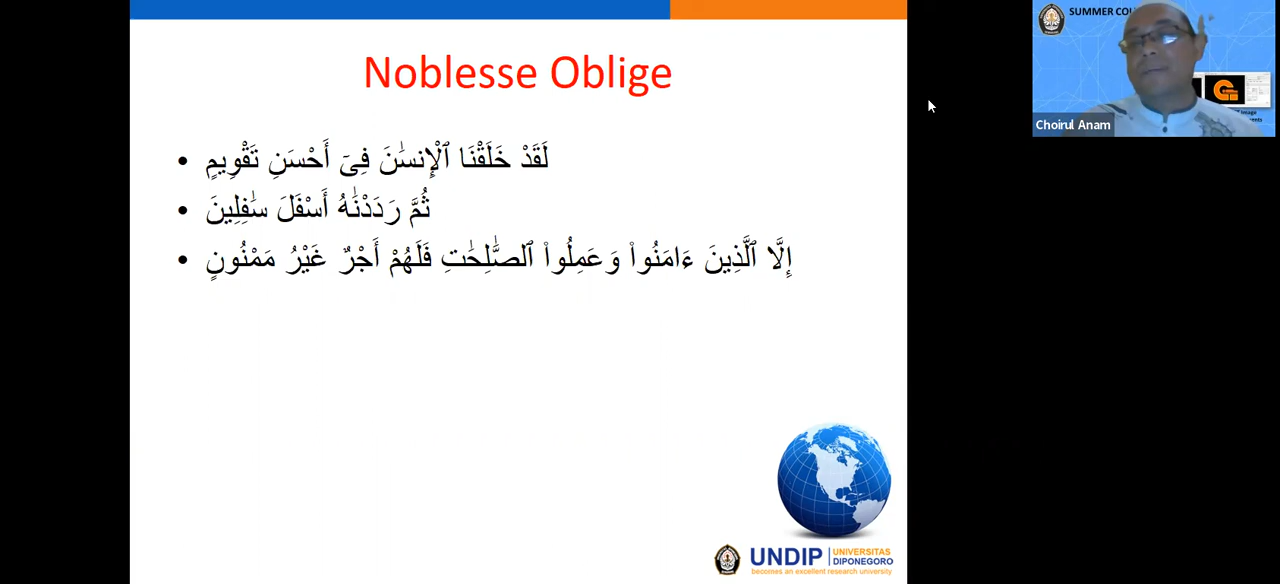 Noblesse Oblige
• لَقَدْ خَلَقْنَا ٱلْإِنسَٰنَ فِىٓ أَحْسَنِ تَقْوِيمٍ
• ثُمَّ رَدَدْنَٰهُ أَسْفَلَ سَٰفِلِينَ
• إِلَّا ٱلَّذِينَ ءَامَنُوا۟ وَعَمِلُوا۟ ٱلصَّٰلِحَٰتِ فَلَهُمْ أَجْرٌ غَيْرُ مَمْنُونٍ
UNDIP
UNIVERSITAS
DIPONEGORO
becomes an excellent research university
SUMMER COU
Choirul Anam